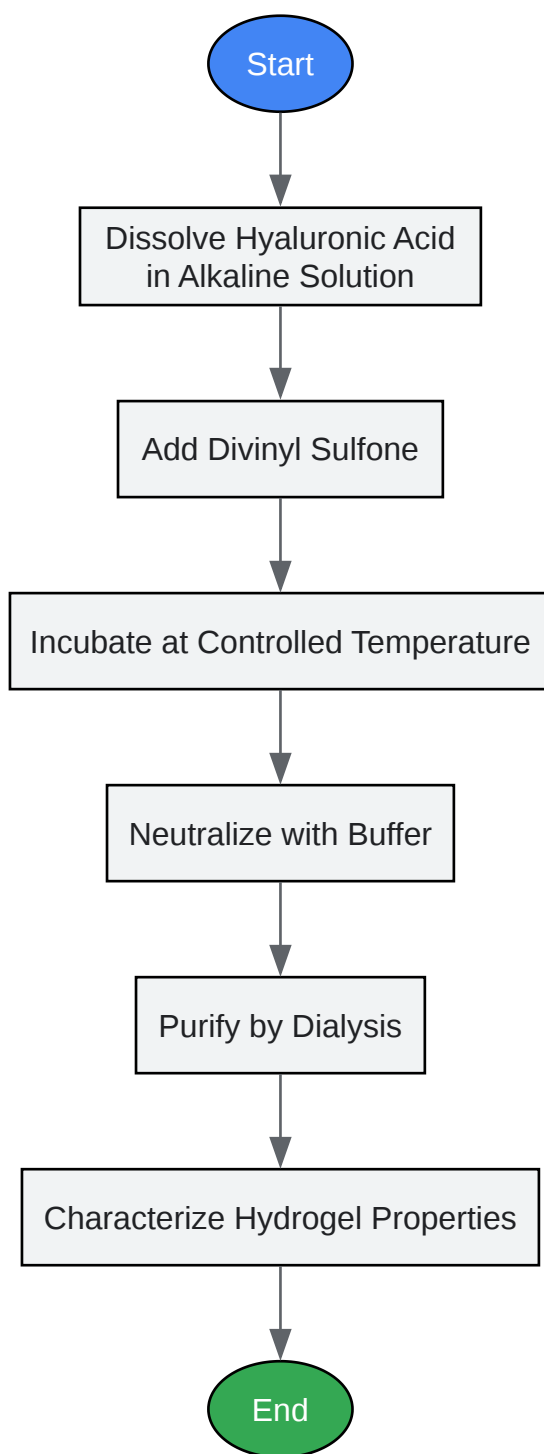 Start
Dissolve Hyaluronic Acid
in Alkaline Solution
Add Divinyl Sulfone
Incubate at Controlled Temperature
Neutralize with Buffer
Purify by Dialysis
Characterize Hydrogel Properties
End